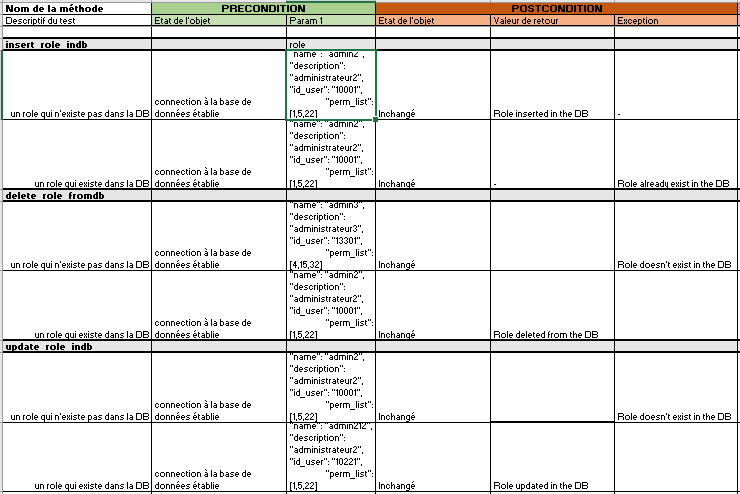 Nom de la méthode PRECONDITION POSTCONDITION
Descriptif du test Etat de l'objet Param 1 Etat de l'objet Valeur de retour Exception
insert_role_indb role
un role qui n'existe pas dans la DB
connection à la base de
données établie
"name": "admin2",
"description":
"administrateur2",
"id_user": "10001",
"perm_list":
[1,5,22]
Inchangé
Role inserted in the DB
-
un role qui existe dans la DB
connection à la base de
données établie
"name": "admin2",
"description":
"administrateur2",
"id_user": "10001",
"perm_list":
[1,5,22]
Inchangé
-
Role already exist in the DB
delete_role_fromdb
un role qui n'existe pas dans la DB
connection à la base de
données établie
"name": "admin3",
"description":
"administrateur3",
"id_user": "13301",
"perm_list":
[4,15,32]
Inchangé
Role doesn't exist in the DB
un role qui existe dans la DB
connection à la base de
données établie
"name": "admin2",
"description":
"administrateur2",
"id_user": "10001",
"perm_list":
[1,5,22]
Inchangé
Role deleted from the DB
update_role_indb
un role qui n'existe pas dans la DB
connection à la base de
données établie
"name": "admin2",
"description":
"administrateur2",
"id_user": "10001",
"perm_list":
[1,5,22]
Inchangé
Role doesn't exist in the DB
un role qui existe dans la DB
connection à la base de
données établie
"name": "admin212",
"description":
"administrateur2",
"id_user": "10221",
"perm_list":
[1,5,22]
Inchangé
Role updated in the DB